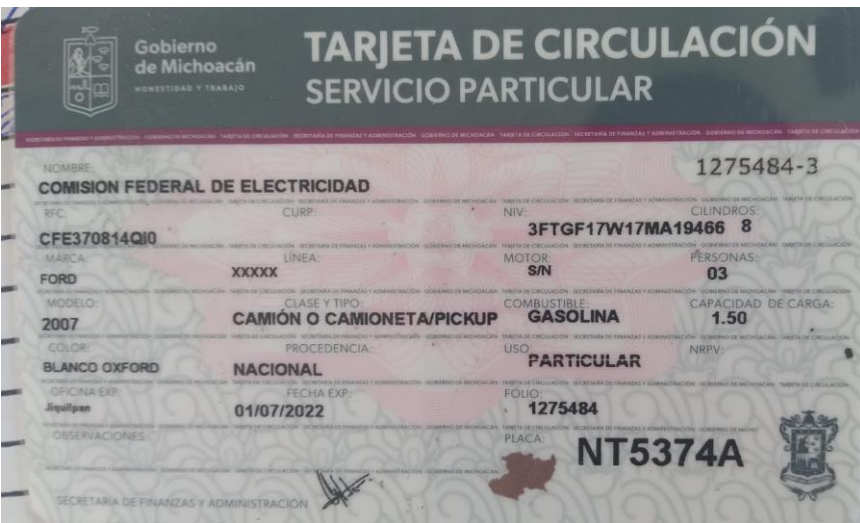 Gobierno
de Michoacán
HONESTIDAD Y TRABAJO
TARJETA DE CIRCULACIÓN
SERVICIO PARTICULAR
NOMBRE:
1275484-3
COMISION FEDERAL DE ELECTRICIDAD
RFC: CURP: NIV: CILINDROS:
CFE370814QI0 3FTGF17W17MA19466 8
MARCA: LÍNEA: MOTOR: PERSONAS:
FORD XXXXX S/N 03
MODELO: CLASE Y TIPO: COMBUSTIBLE: CAPACIDAD DE CARGA:
2007 CAMIÓN O CAMIONETA/PICKUP GASOLINA 1.50
COLOR: PROCEDENCIA: USO: NRPV:
BLANCO OXFORD NACIONAL PARTICULAR
OFICINA EXP: FECHA EXP: FOLIO:
Jiquilpan 01/07/2022 1275484
OBSERVACIONES: PLACA:
NT5374A
SECRETARÍA DE FINANZAS Y ADMINISTRACIÓN